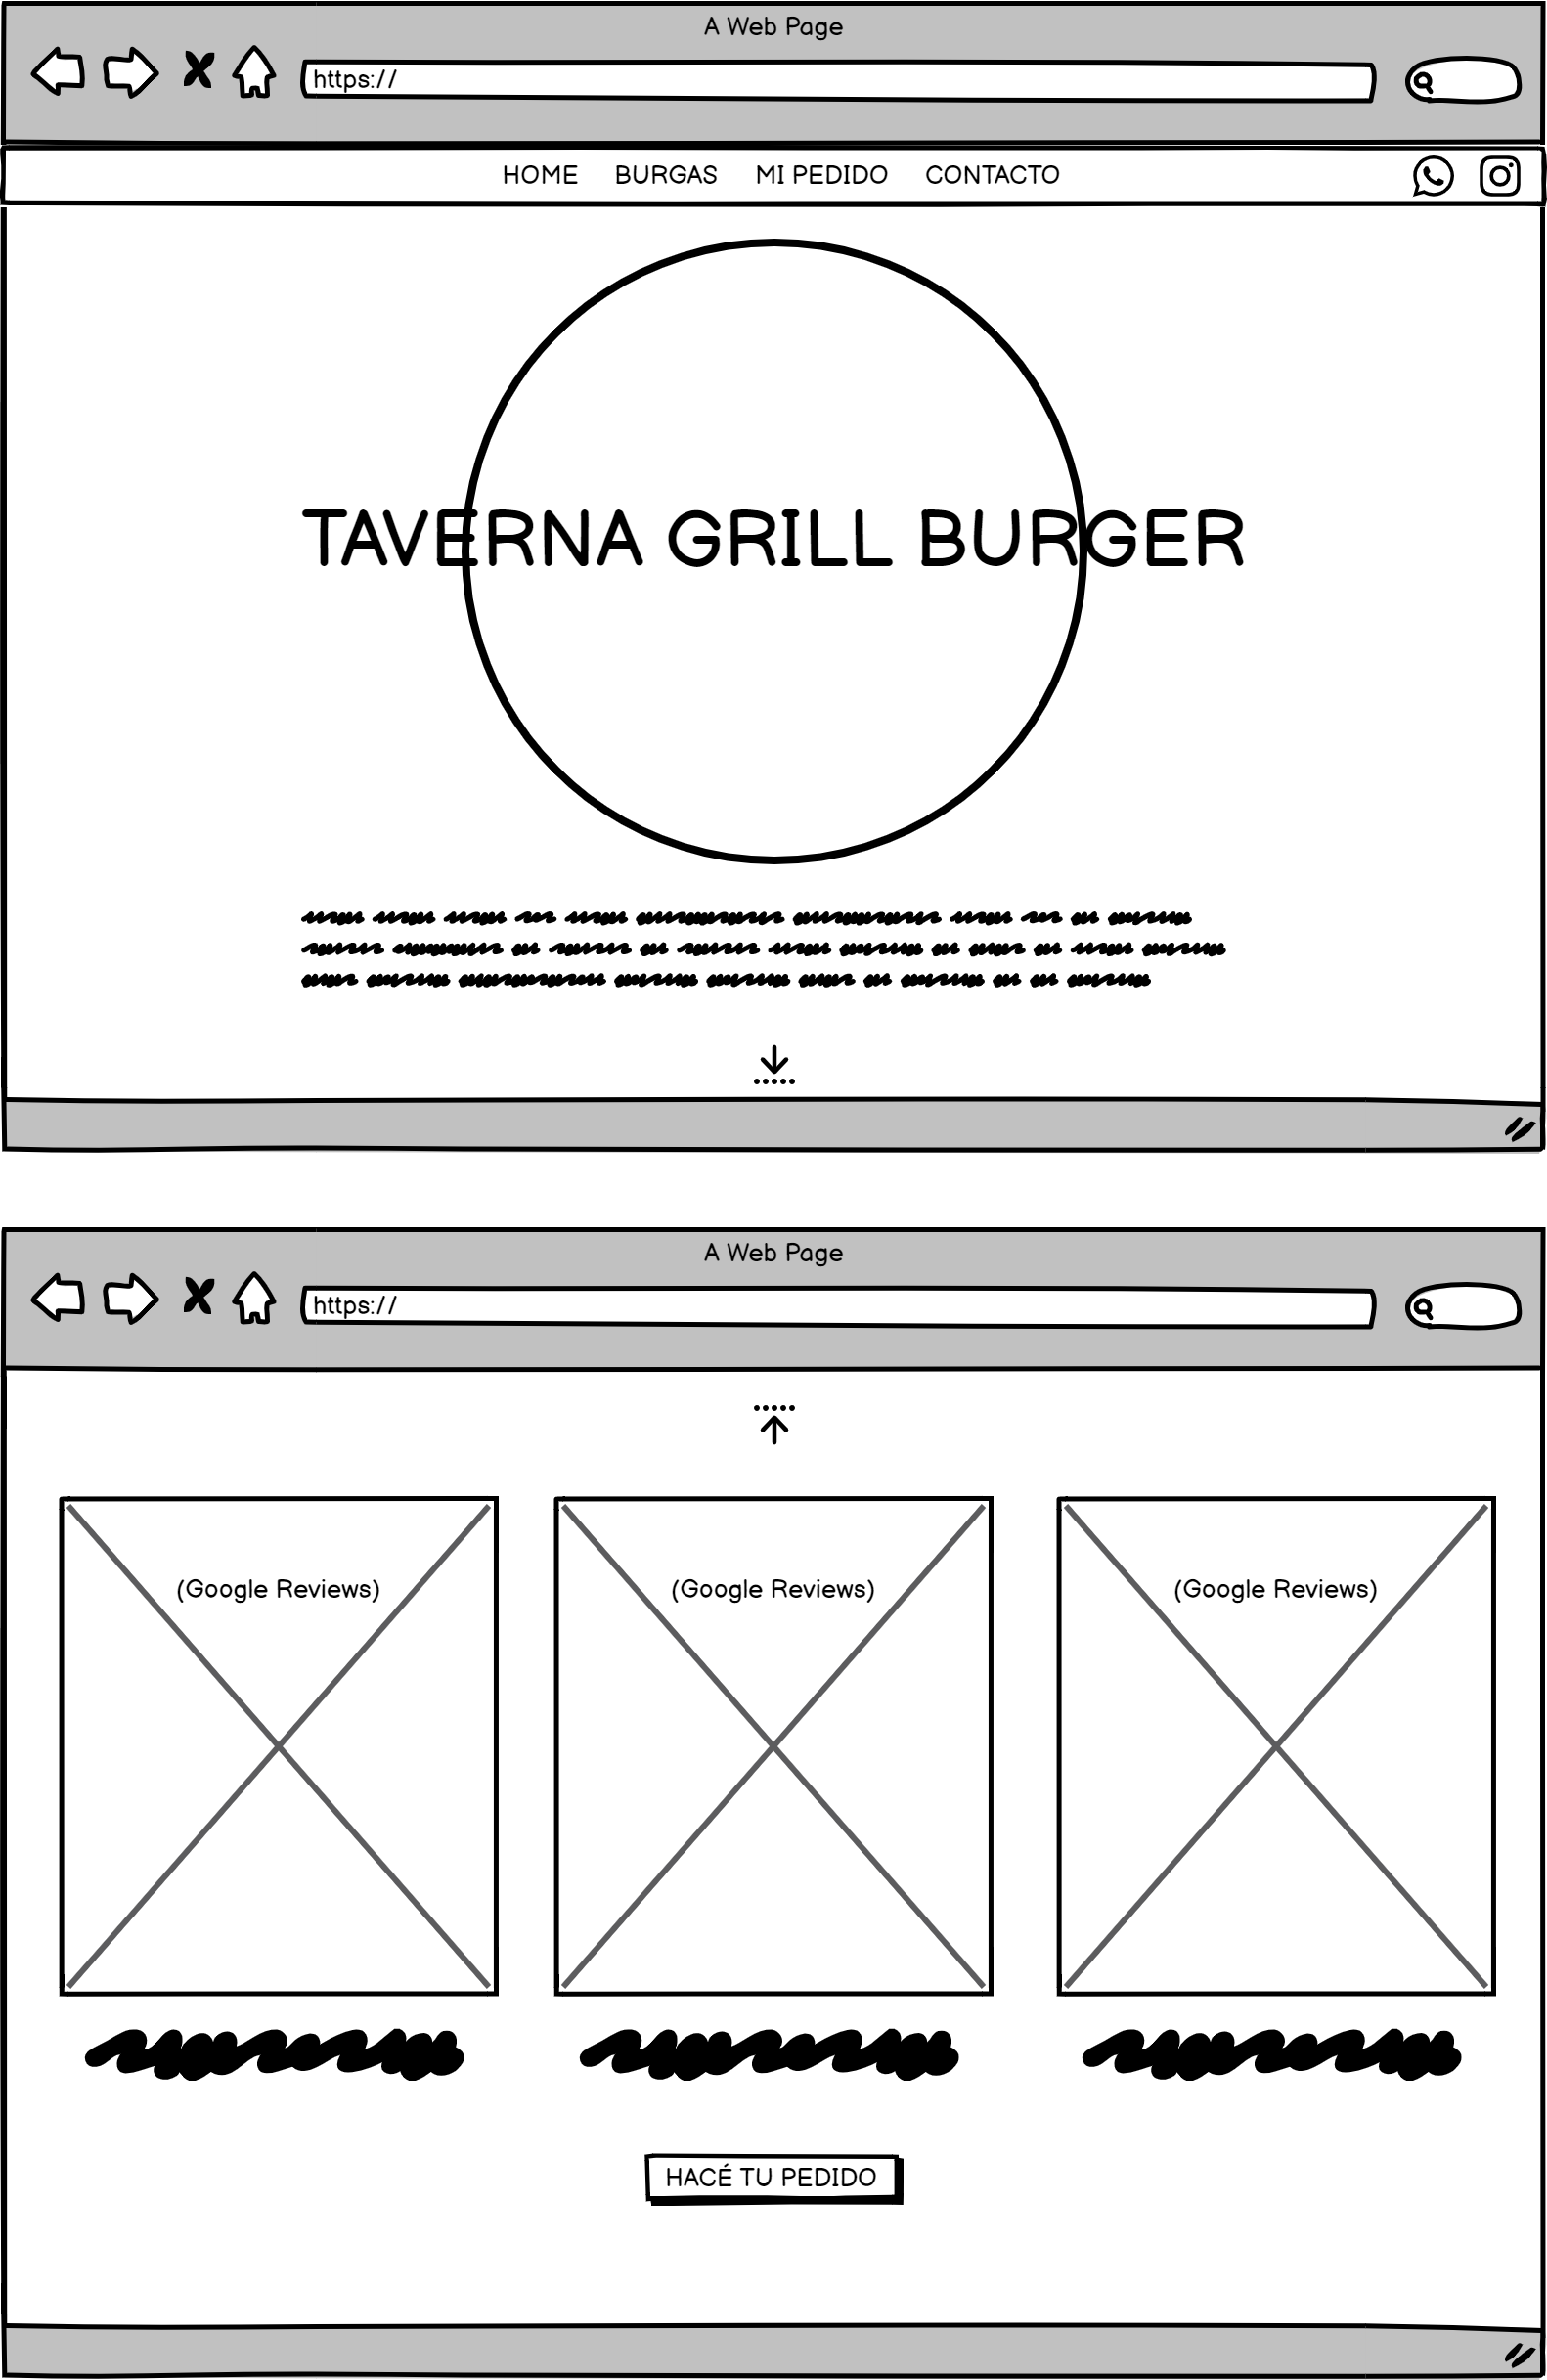 A Web Page
https://
HOME BURGAS MI PEDIDO CONTACTO
TAVERNA GRILL BURGER
A Web Page
https://
(Google Reviews) (Google Reviews) (Google Reviews)
HACÉ TU PEDIDO